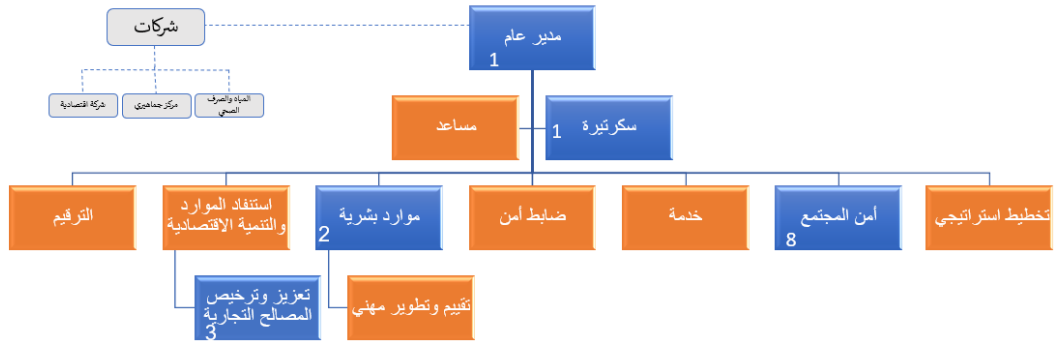 شركات
مدير عام
1
المياه والصرف
الصحي
مركز جماهيري
شركة اقتصادية
سكرتيرة
1
مساعد
تخطيط استراتيجي
أمن المجتمع
8
خدمة
ضابط أمن
موارد بشرية
2
استنفاد الموارد
والتنمية الاقتصادية
الترقيم
تقييم وتطوير مهني
تعزيز وترخيص
المصالح التجارية
3